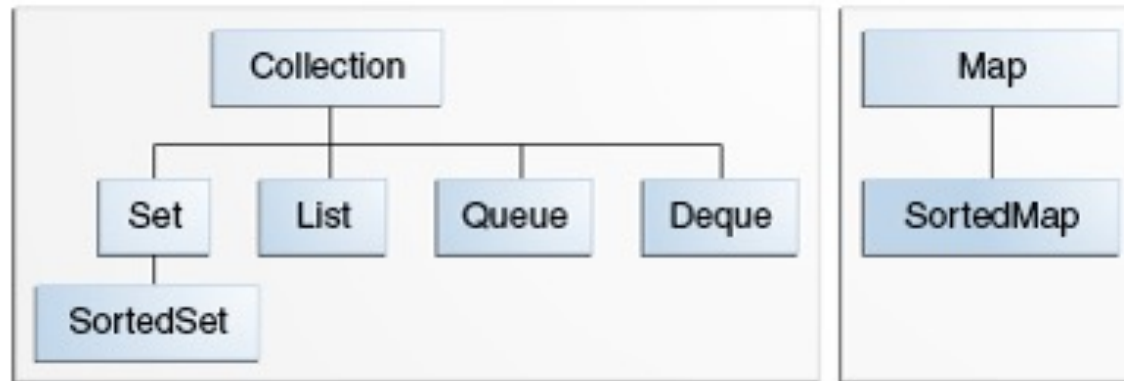 Collection
Map
Set
List
Queue
Deque
SortedMap
SortedSet